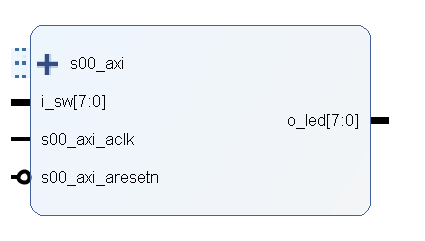 s00_axi
i_sw[7:0]
o_led[7:0]
s00_axi_aclk
s00_axi_aresetn